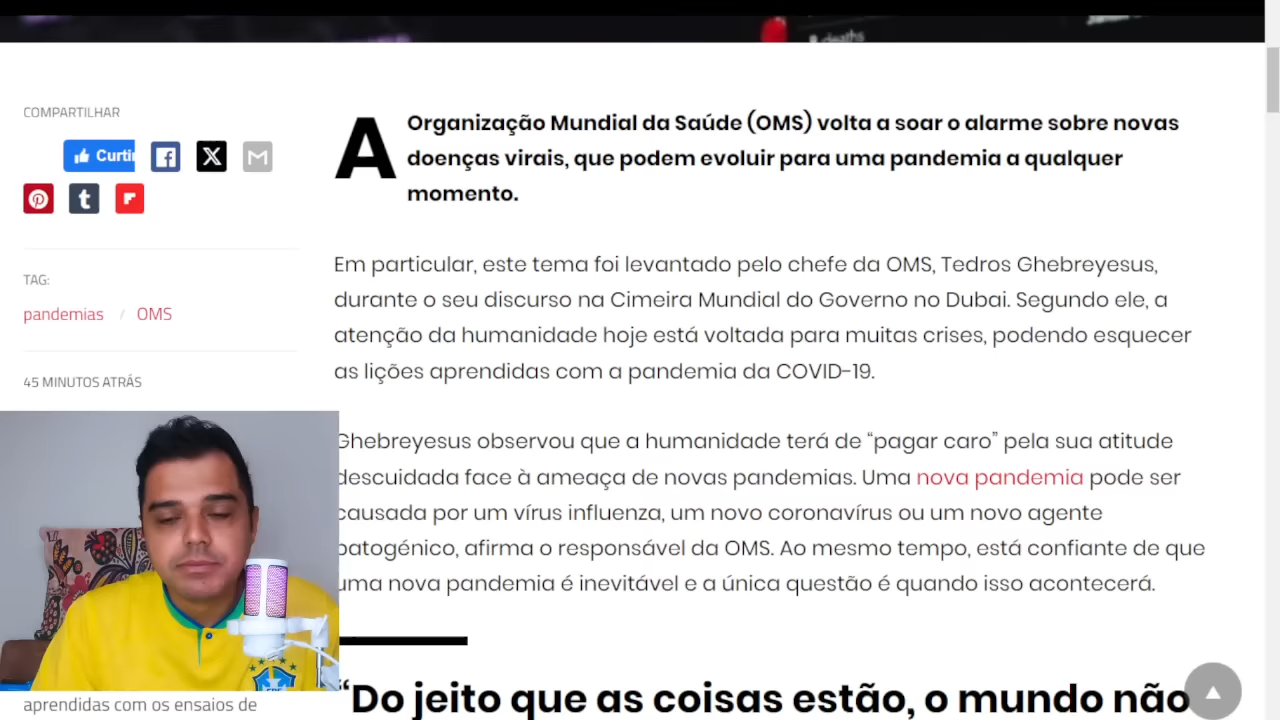 deaths
COMPARTILHAR
Curti
TAG:
pandemias / OMS
45 MINUTOS ATRÁS
aprendidas com os ensaios de
A Organização Mundial da Saúde (OMS) volta a soar o alarme sobre novas
doenças virais, que podem evoluir para uma pandemia a qualquer
momento.
Em particular, este tema foi levantado pelo chefe da OMS, Tedros Ghebreyesus,
durante o seu discurso na Cimeira Mundial do Governo no Dubai. Segundo ele, a
atenção da humanidade hoje está voltada para muitas crises, podendo esquecer
as lições aprendidas com a pandemia da COVID-19.
Ghebreyesus observou que a humanidade terá de “pagar caro” pela sua atitude
descuidada face à ameaça de novas pandemias. Uma nova pandemia pode ser
causada por um vírus influenza, um novo coronavírus ou um novo agente
patogénico, afirma o responsável da OMS. Ao mesmo tempo, está confiante de que
uma nova pandemia é inevitável e a única questão é quando isso acontecerá.
“Do jeito que as coisas estão, o mundo não